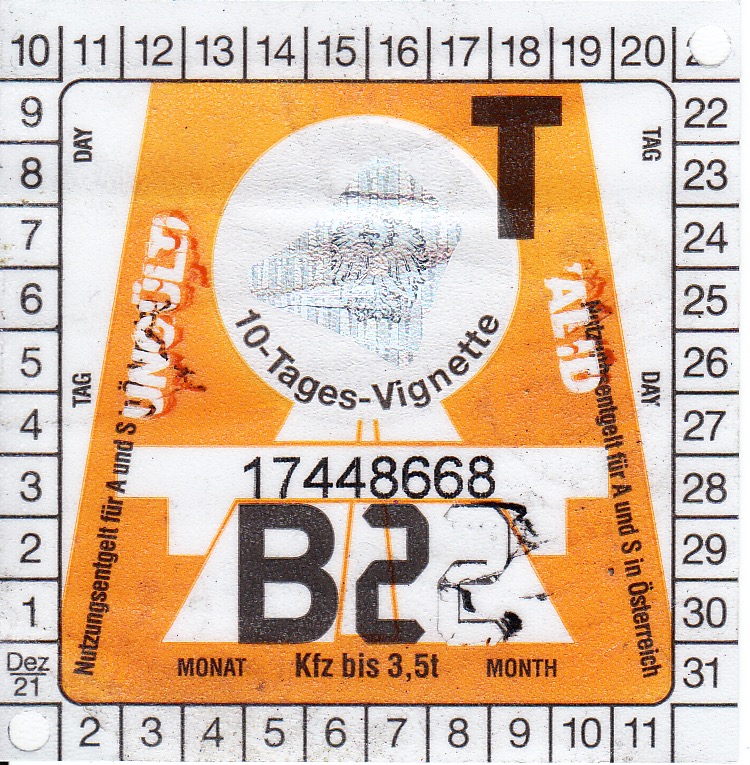 10 11 12 13 14 15 16 17 18 19 20
9
8
7
6
5
4
3
2
1
Dez
21
2 3 4 5 6 7 8 9 10 11
22
23
24
25
26
27
28
29
30
31
DAY
TAG
T
TAG
DAY
10-Tages-Vignette
17448668
B22
MONAT Kfz bis 3,5t MONTH
Nutzungsentgelt für A und S
Nutzungsentgelt für A und S in Österreich